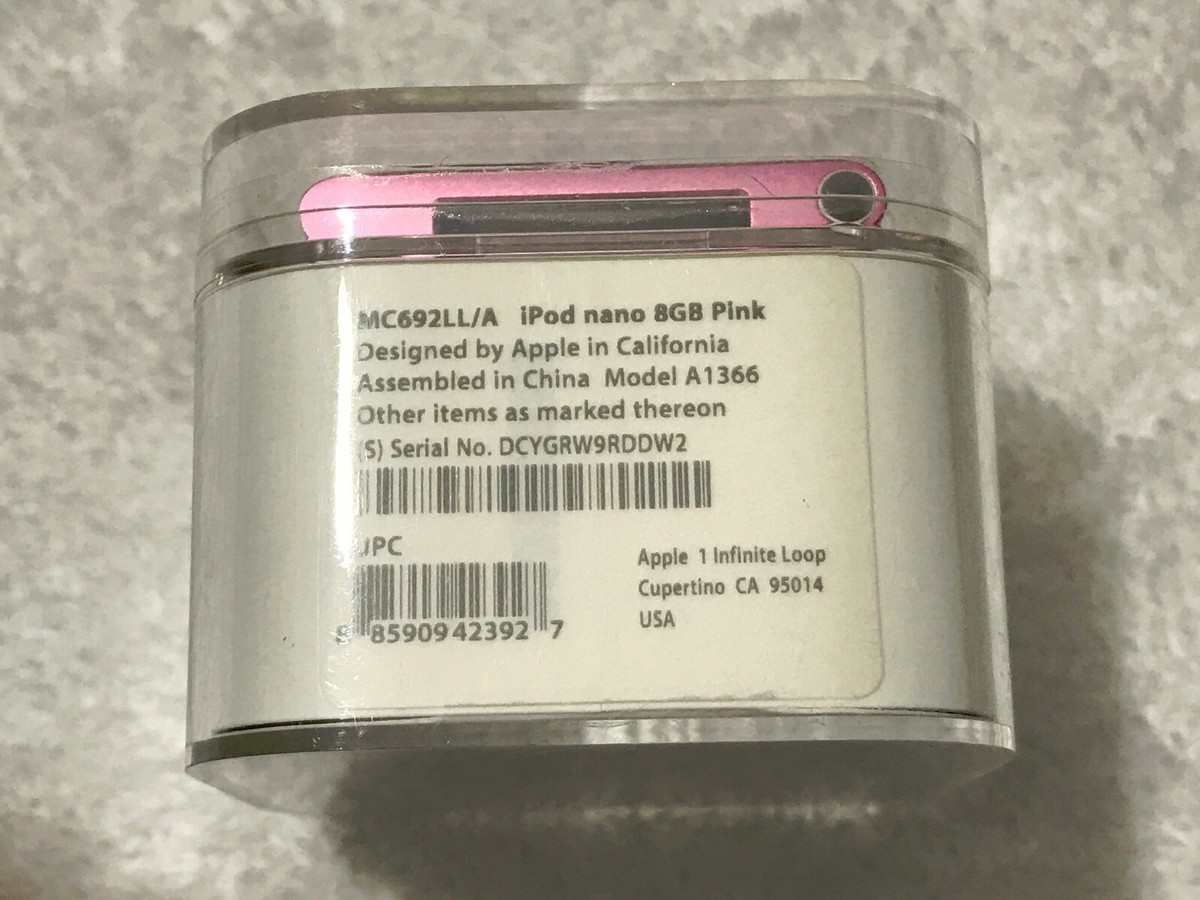 MC692LL/A iPod nano 8GB Pink
Designed by Apple in California
Assembled in China Model A1366
Other items as marked thereon
(S) Serial No. DCYGRW9RDDW2
UPC
8 85909 42392 7
Apple 1 Infinite Loop
Cupertino CA 95014
USA